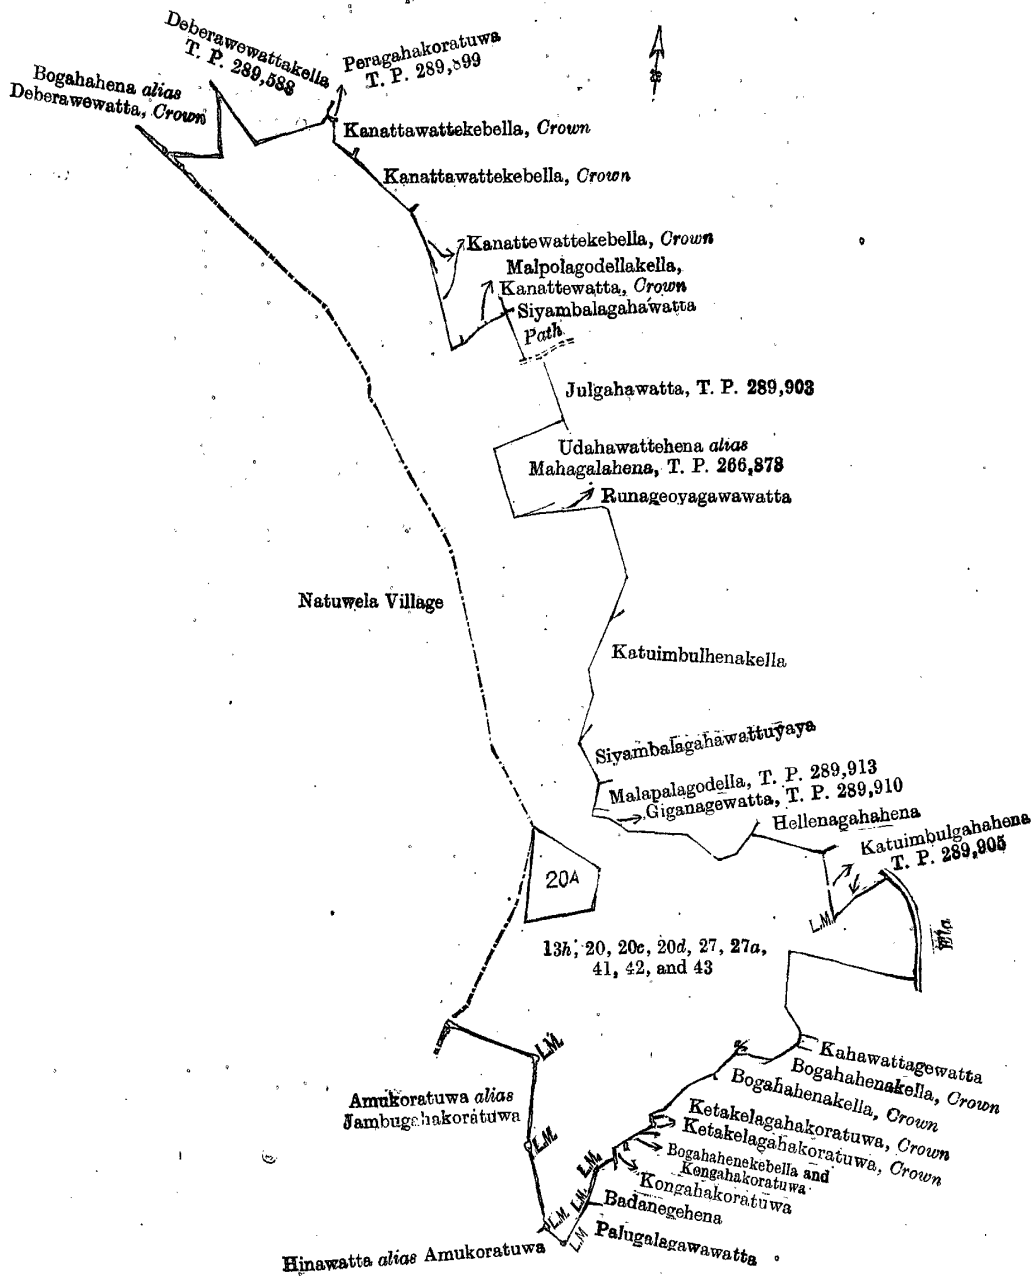 Deberawewattakella
T. P. 289,588
Peragahakoratuwa
T. P. 289,899
Bogahahena alias
Deberawewatta, Crown
Kanattawattekebella, Crown
Kanattawattekebella, Crown
Kanattewattekebella, Crown
Malpolagodellakella,
Kanattewatta, Crown
Siyambalagahawatta
Path
Julgahawatta, T. P. 289,903
Udahawattehena alias
Mahagalahena, T. P. 266,878
Runageoyagawawatta
Natuwela Village
Katuimbulhenakella
Siyambalagahawattuyaya
Malapalagodella, T. P. 289,913
Giganagewatta, T. P. 289,910
Hellenagahahena
Katuimbulgahahena
T. P. 289,905
20A
L.M.
Ela
13h, 20, 20c, 20d, 27, 27a,
41, 42, and 43
L.M.
Kahawattagewatta
Bogahahenakella, Crown
Bogahahenakella, Crown
Amukoratuwa alias
Jambugahakoratuwa
Ketakelagahakoratuwa, Crown
Ketakelagahakoratuwa, Crown
L.M.
Bogahahenekebella and
Kongahakoratuwa
L.M.
Kongahakoratuwa
L.M.
Badanegehena
L.M.
Palugalagawawatta
L.M
Hinawatta alias Amukoratuwa